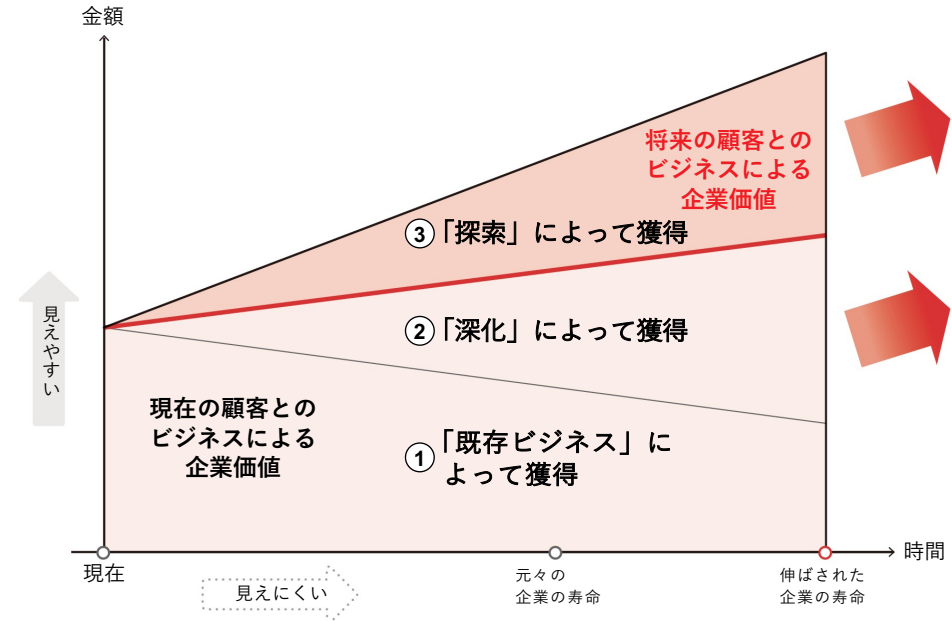 金額
将来の顧客との
ビジネスによる
企業価値
③「探索」によって獲得
見えやすい
②「深化」によって獲得
現在の顧客との
ビジネスによる
企業価値
①「既存ビジネス」に
よって獲得
時間
現在
見えにくい
元々の
企業の寿命
伸ばされた
企業の寿命